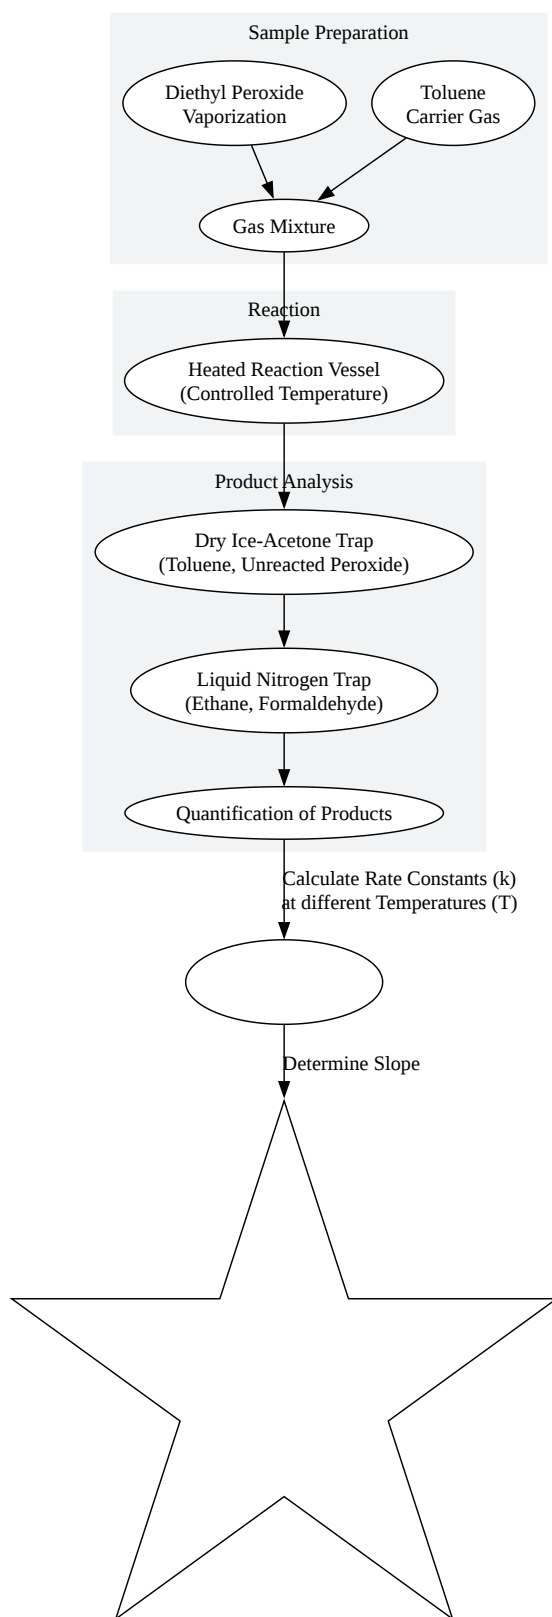 Sample Preparation
Diethyl Peroxide
Vaporization
Toluene
Carrier Gas
Gas Mixture
Reaction
Heated Reaction Vessel
(Controlled Temperature)
Product Analysis
Dry Ice-Acetone Trap
(Toluene, Unreacted Peroxide)
Liquid Nitrogen Trap
(Ethane, Formaldehyde)
Quantification of Products
Calculate Rate Constants (k)
at different Temperatures (T)
Determine Slope